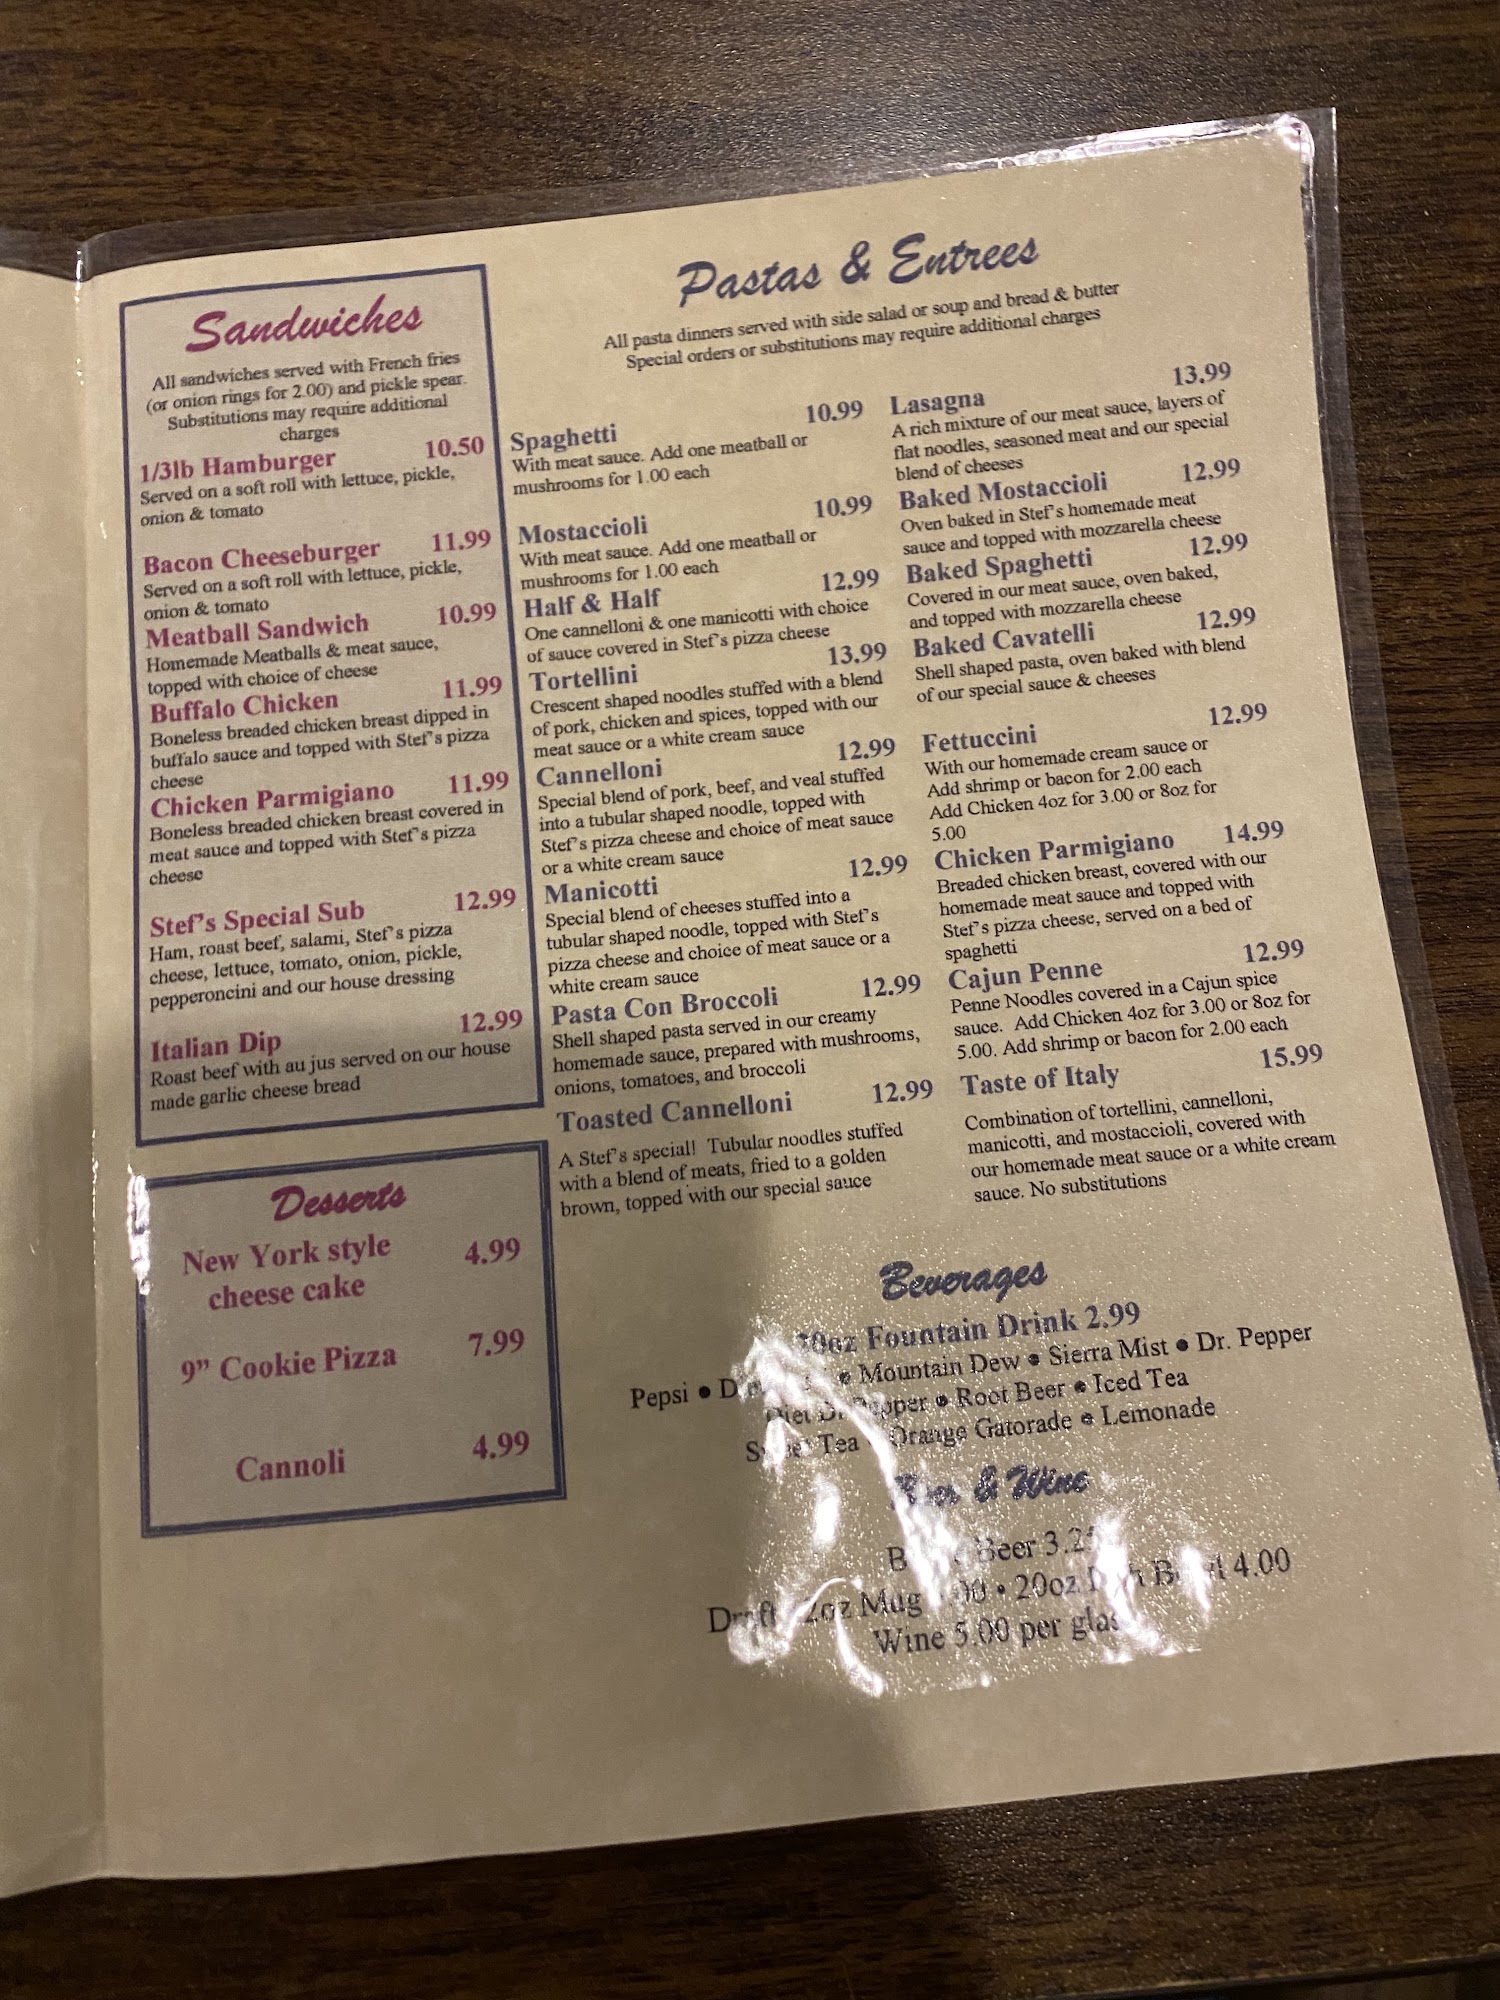 Sandwiches
All sandwiches served with French fries
(or onion rings for 2.00) and pickle spear.
Substitutions may require additional
charges
1/3lb Hamburger 10.50
Served on a soft roll with lettuce, pickle,
onion & tomato
Bacon Cheeseburger 11.99
Served on a soft roll with lettuce, pickle,
onion & tomato
Meatball Sandwich 10.99
Homemade Meatballs & meat sauce,
topped with choice of cheese
Buffalo Chicken 11.99
Boneless breaded chicken breast dipped in
buffalo sauce and topped with Stef's pizza
cheese
Chicken Parmigiano 11.99
Boneless breaded chicken breast covered in
meat sauce and topped with Stef's pizza
cheese
Stef's Special Sub 12.99
Ham, roast beef, salami, Stef's pizza
cheese, lettuce, tomato, onion, pickle,
pepperoncini and our house dressing
Italian Dip 12.99
Roast beef with au jus served on our house
made garlic cheese bread
Desserts
New York style 4.99
cheese cake
9" Cookie Pizza 7.99
Cannoli 4.99
Pastas & Entrees
All pasta dinners served with side salad or soup and bread & butter
Special orders or substitutions may require additional charges
Spaghetti 10.99
With meat sauce. Add one meatball or
mushrooms for 1.00 each
Mostaccioli 10.99
With meat sauce. Add one meatball or
mushrooms for 1.00 each
Half & Half 12.99
One cannelloni & one manicotti with choice
of sauce covered in Stef's pizza cheese
Tortellini 13.99
Crescent shaped noodles stuffed with a blend
of pork, chicken and spices, topped with our
meat sauce or a white cream sauce
Cannelloni 12.99
Special blend of pork, beef, and veal stuffed
into a tubular shaped noodle, topped with
Stef's pizza cheese and choice of meat sauce
or a white cream sauce
Manicotti 12.99
Special blend of cheeses stuffed into a
tubular shaped noodle, topped with Stef's
pizza cheese and choice of meat sauce or a
white cream sauce
Pasta Con Broccoli 12.99
Shell shaped pasta served in our creamy
homemade sauce, prepared with mushrooms,
onions, tomatoes, and broccoli
Toasted Cannelloni 12.99
A Stef's special! Tubular noodles stuffed
with a blend of meats, fried to a golden
brown, topped with our special sauce
Lasagna 13.99
A rich mixture of our meat sauce, layers of
flat noodles, seasoned meat and our special
blend of cheeses
Baked Mostaccioli 12.99
Oven baked in Stef's homemade meat
sauce and topped with mozzarella cheese
Baked Spaghetti 12.99
Covered in our meat sauce, oven baked,
and topped with mozzarella cheese
Baked Cavatelli 12.99
Shell shaped pasta, oven baked with blend
of our special sauce & cheeses
Fettuccini 12.99
With our homemade cream sauce or
Add shrimp or bacon for 2.00 each
Add Chicken 4oz for 3.00 or 8oz for
5.00
Chicken Parmigiano 14.99
Breaded chicken breast, covered with our
homemade meat sauce and topped with
Stef's pizza cheese, served on a bed of
spaghetti
Cajun Penne 12.99
Penne Noodles covered in a Cajun spice
sauce. Add Chicken 4oz for 3.00 or 8oz for
5.00. Add shrimp or bacon for 2.00 each
Taste of Italy 15.99
Combination of tortellini, cannelloni,
manicotti, and mostaccioli, covered with
our homemade meat sauce or a white cream
sauce. No substitutions
Beverages
Fountain Drink 2.99
Pepsi ● ● Mountain Dew ● Sierra Mist ● Dr. Pepper
Diet Dr Pepper ● Root Beer ● Iced Tea
Sweet Tea ● Orange Gatorade ● Lemonade
Beer & Wine
Beer
Draft Mug • 20oz 4.00
Wine 5.00 per glass